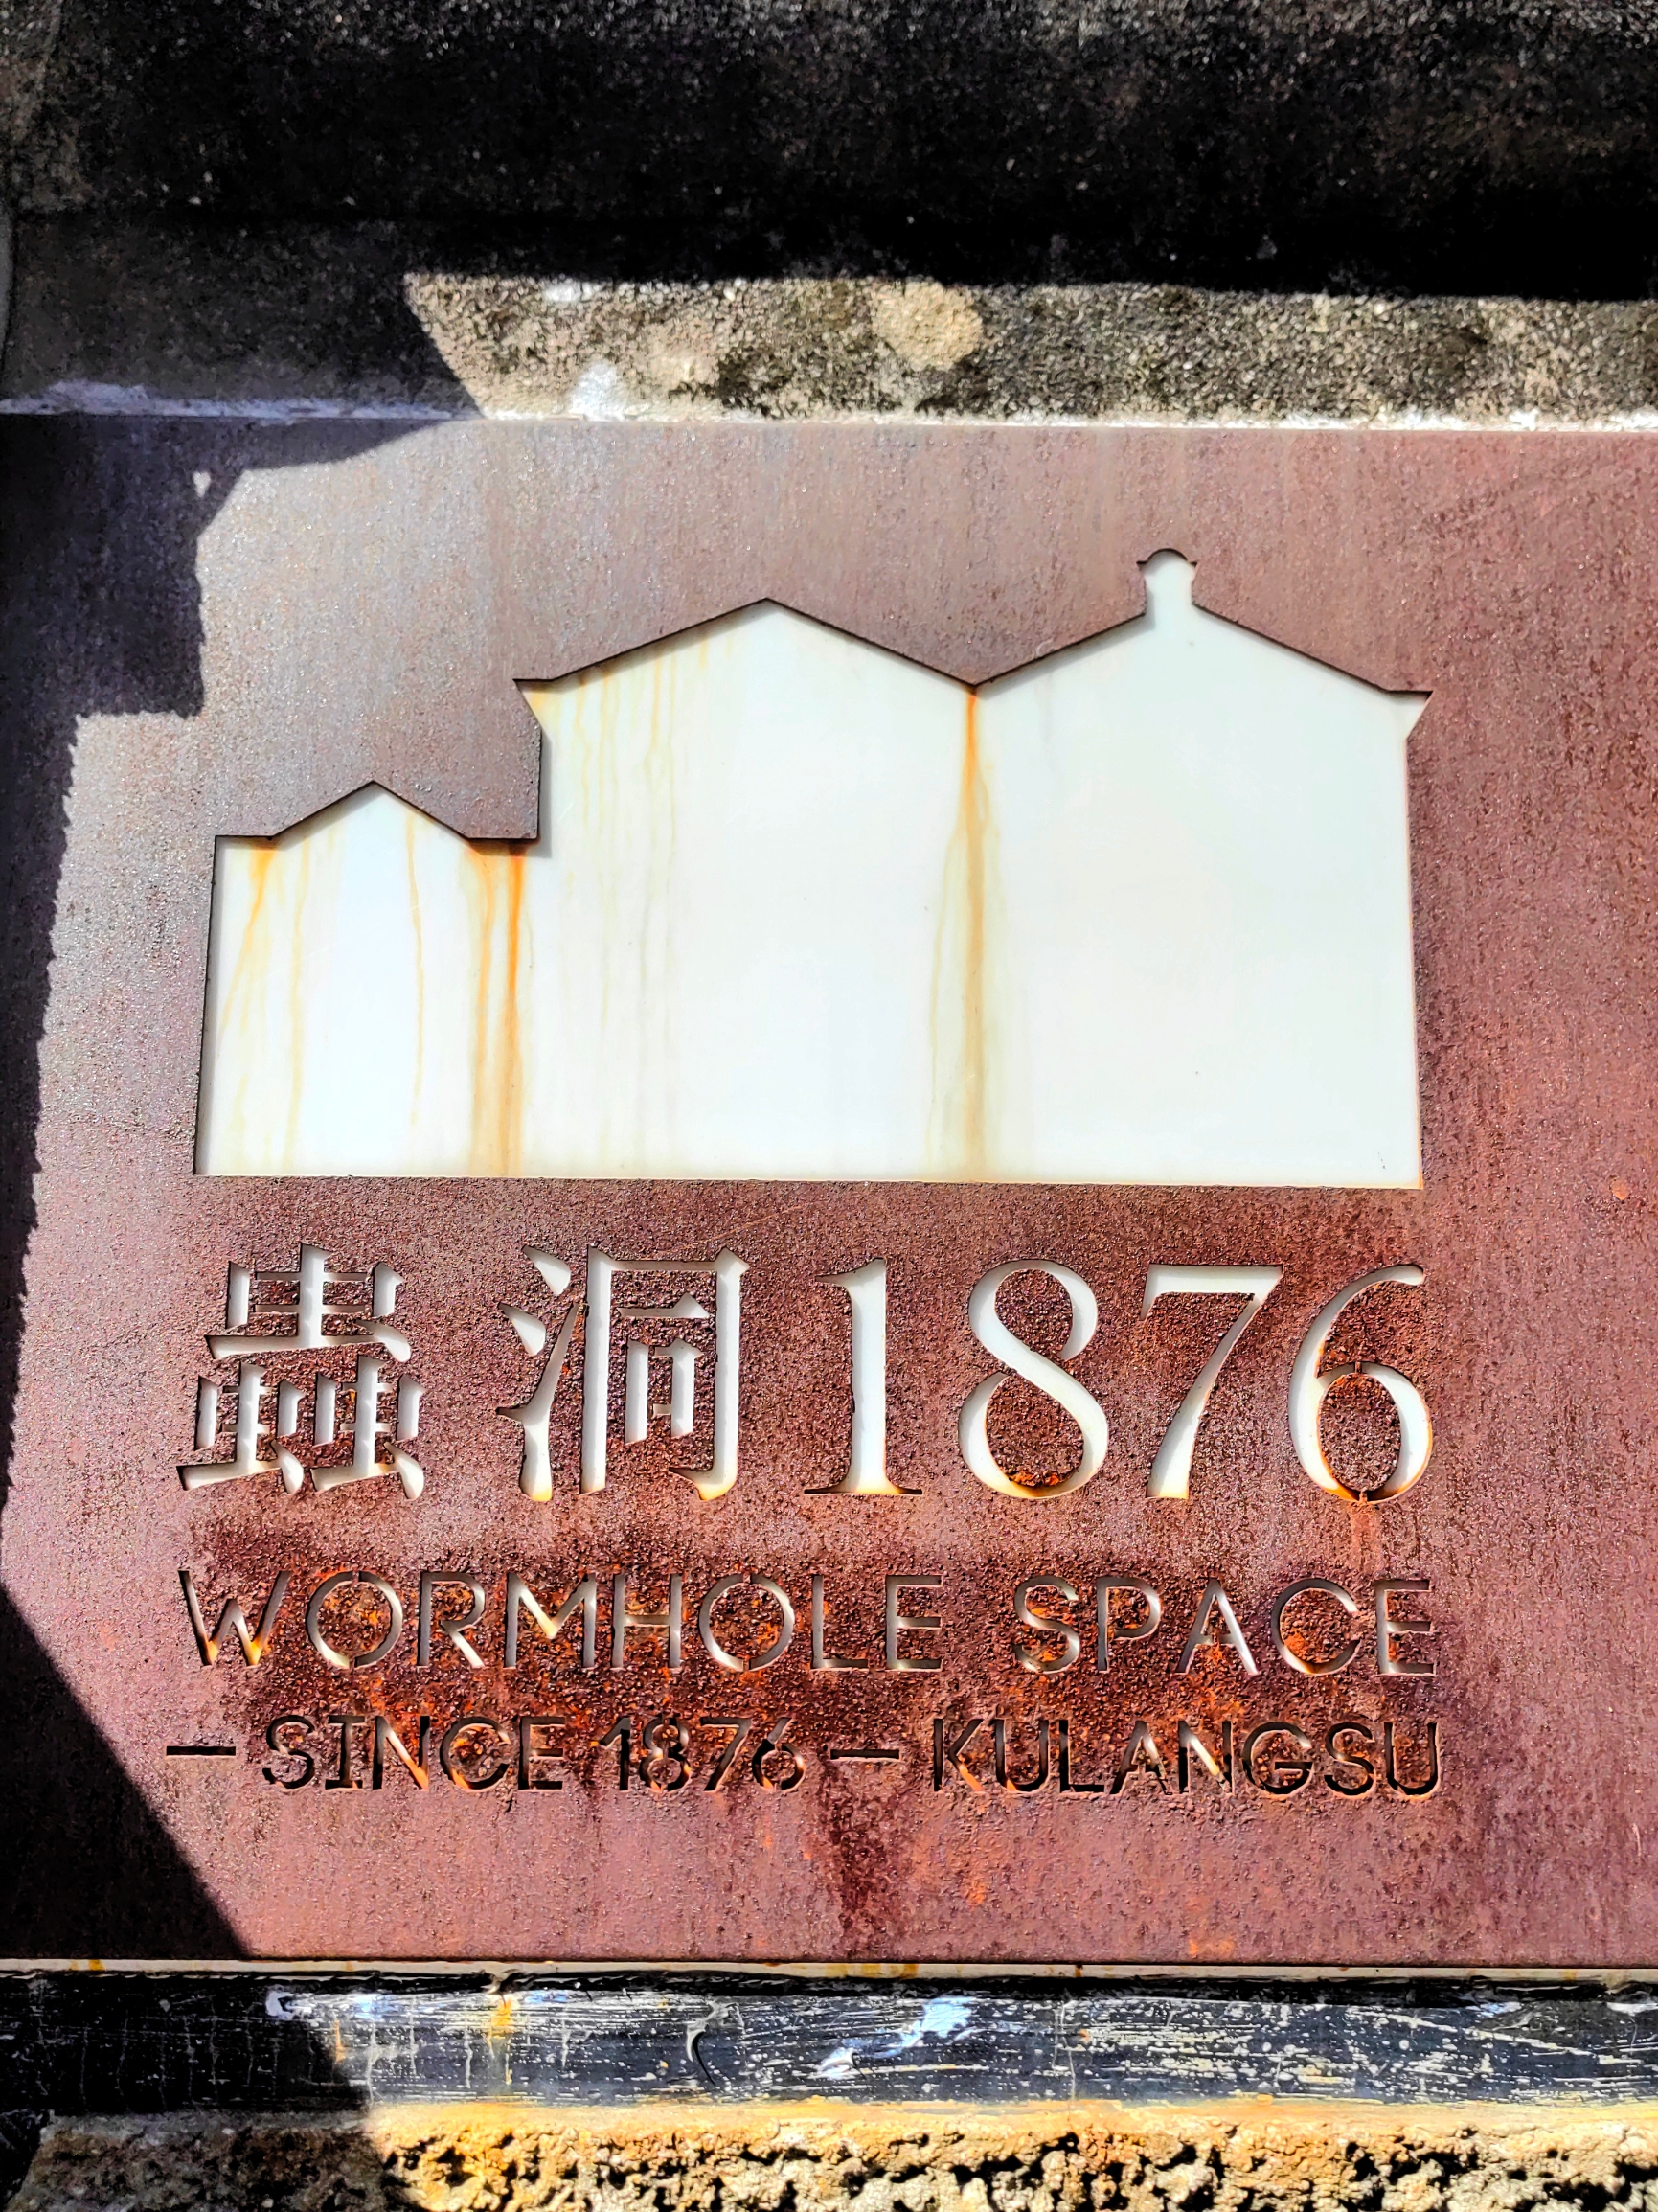 蟲洞1876
WORMHOLE SPACE
— SINCE 1876 — KULANGSU